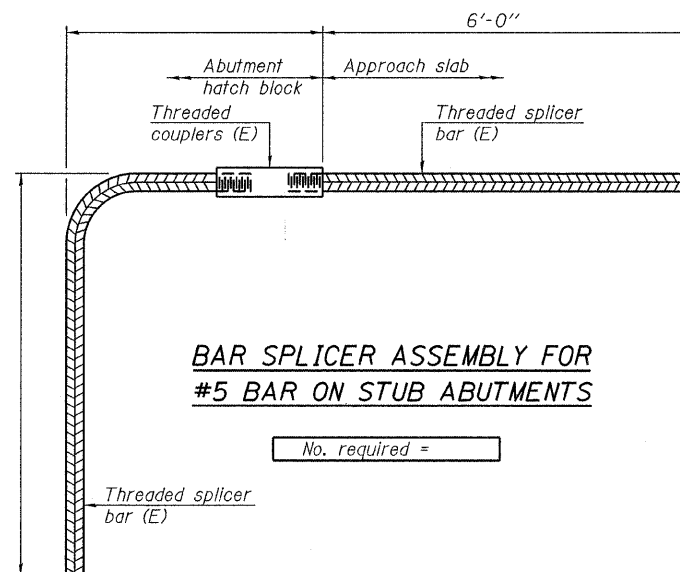 6'-0"
Abutment
hatch block
Approach slab
Threaded
couplers (E)
Threaded splicer
bar (E)
BAR SPLICER ASSEMBLY FOR
#5 BAR ON STUB ABUTMENTS
No. required =
Threaded splicer
bar (E)